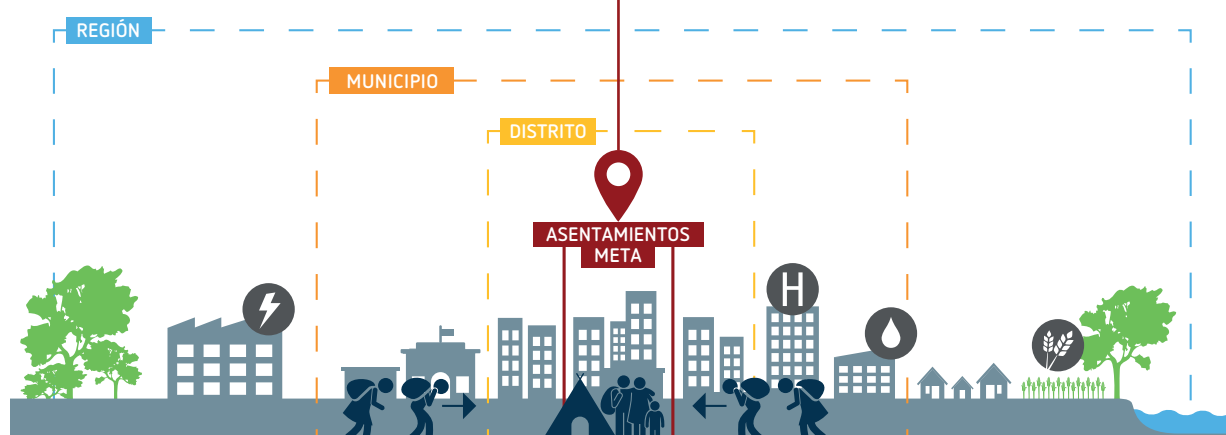 REGIÓN
MUNICIPIO
DISTRITO
ASENTAMIENTOS
META
H